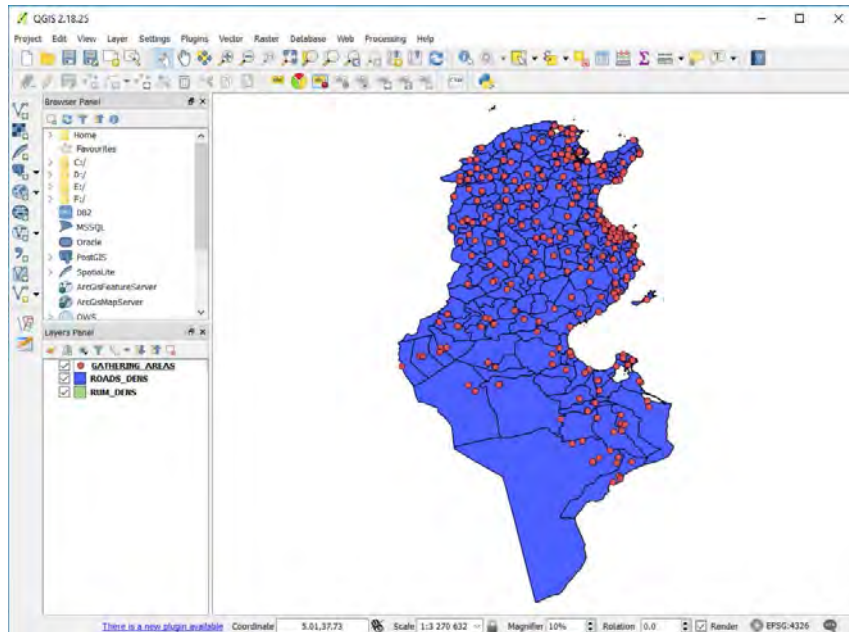 QGIS 2.18.25
Project Edit View Layer Settings Plugins Vector Raster Database Web Processing Help
Browser Panel
Home
Favourites
C:/
D:/
E:/
F:/
DB2
MSSQL
Oracle
PostGIS
SpatiaLite
ArcGisFeatureServer
ArcGisMapServer
OWS
Layers Panel
GATHERING_AREAS
ROADS_DENS
RUM_DENS
There is a new plugin available Coordinate 5.01,37.73 Scale 1:3 270 632 Magnifier 10% Rotation 0.0 Render EPSG:4326